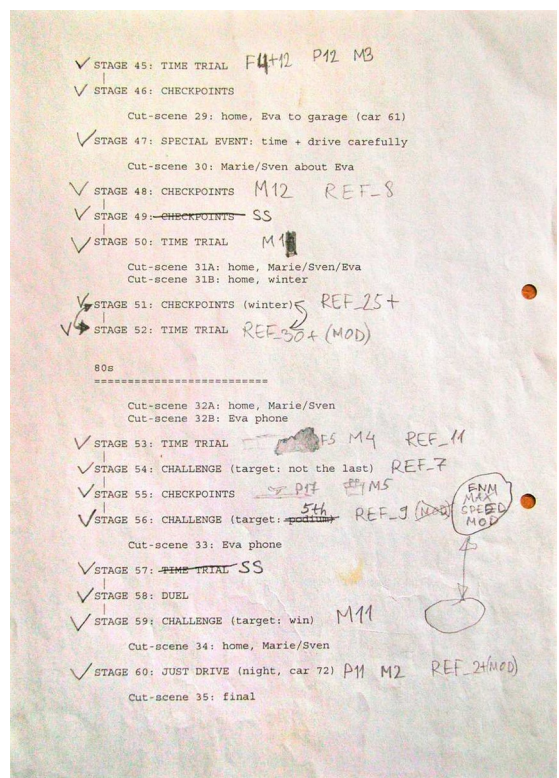 ✓ STAGE 45: TIME TRIAL F4+12 P12 M3
✓ STAGE 46: CHECKPOINTS
Cut-scene 29: home, Eva to garage (car 61)
✓ STAGE 47: SPECIAL EVENT: time + drive carefully
Cut-scene 30: Marie/Sven about Eva
✓ STAGE 48: CHECKPOINTS M12 REF_8
✓ STAGE 49: CHECKPOINTS SS
✓ STAGE 50: TIME TRIAL M1
Cut-scene 31A: home, Marie/Sven/Eva
Cut-scene 31B: home, winter
✓ STAGE 51: CHECKPOINTS (winter) REF_25+
✓ STAGE 52: TIME TRIAL REF_30+ (MOD)
80s
==========================
Cut-scene 32A: home, Marie/Sven
Cut-scene 32B: Eva phone
✓ STAGE 53: TIME TRIAL F5 M4 REF_11
✓ STAGE 54: CHALLENGE (target: not the last) REF_7
✓ STAGE 55: CHECKPOINTS P17 M5
✓ STAGE 56: CHALLENGE (target: podium) 5th REF_9 (MOD)
ENM
MAX
SPEED
MOD
Cut-scene 33: Eva phone
✓ STAGE 57: TIME TRIAL SS
✓ STAGE 58: DUEL
✓ STAGE 59: CHALLENGE (target: win) M11
Cut-scene 34: home, Marie/Sven
✓ STAGE 60: JUST DRIVE (night, car 72) P11 M2 REF_2+(MOD)
Cut-scene 35: final